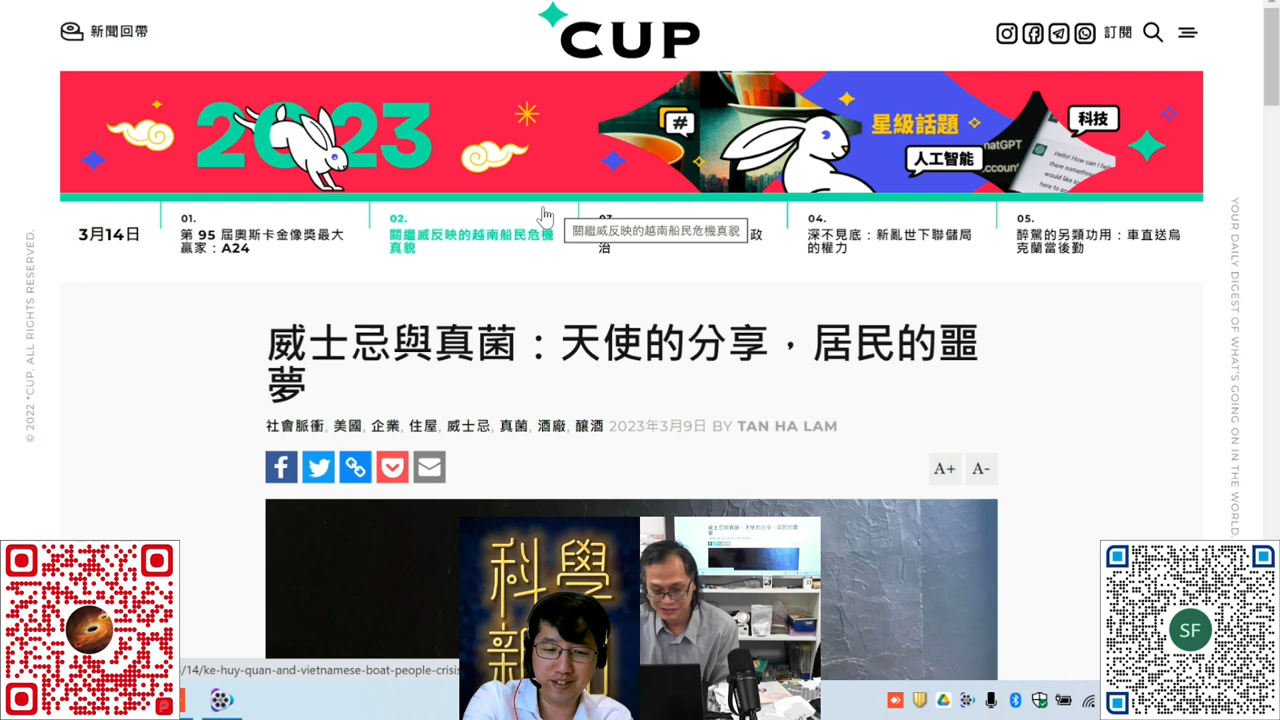 新聞回帶
CUP
訂閱
2023
#
星級話題
人工智能
科技
3月14日
01.
第 95 屆奧斯卡金像獎最大
贏家：A24
02.
關繼威反映的越南船民危機
真貌
關繼威反映的越南船民危機真貌
政
治
04.
深不見底：新亂世下聯儲局
的權力
05.
醉駕的另類功用：車直送烏
克蘭當後勤
© 2022 *CUP. ALL RIGHTS RESERVED.
YOUR DAILY DIGEST OF WHAT'S GOING ON IN THE WORLD.
威士忌與真菌：天使的分享，居民的噩
夢
社會脈衝, 美國, 企業, 住屋, 威士忌, 真菌, 酒廠, 釀酒 2023年3月9日 BY TAN HA LAM
A+ A-
科學
新
SF
/14/ke-huy-quan-and-vietnamese-boat-people-crisis